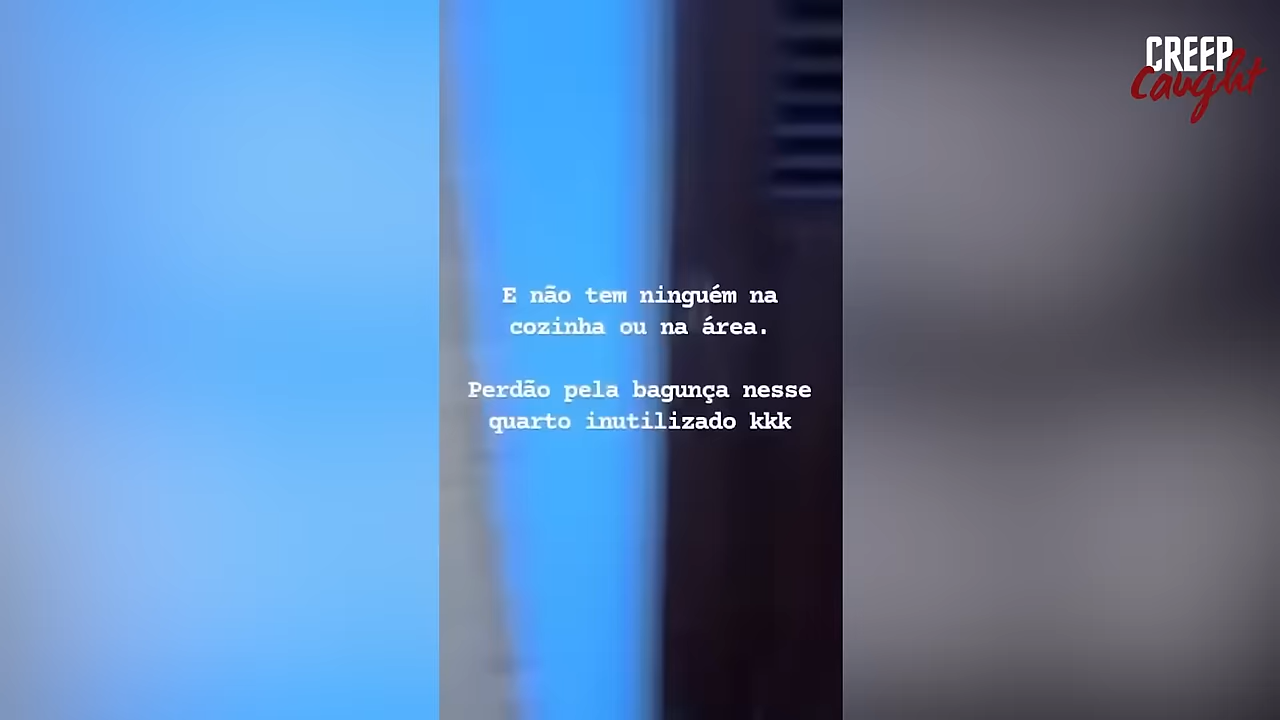 CREEP
Caught
E não tem ninguém na
cozinha ou na área.
Perdão pela bagunça nesse
quarto inutilizado kkk